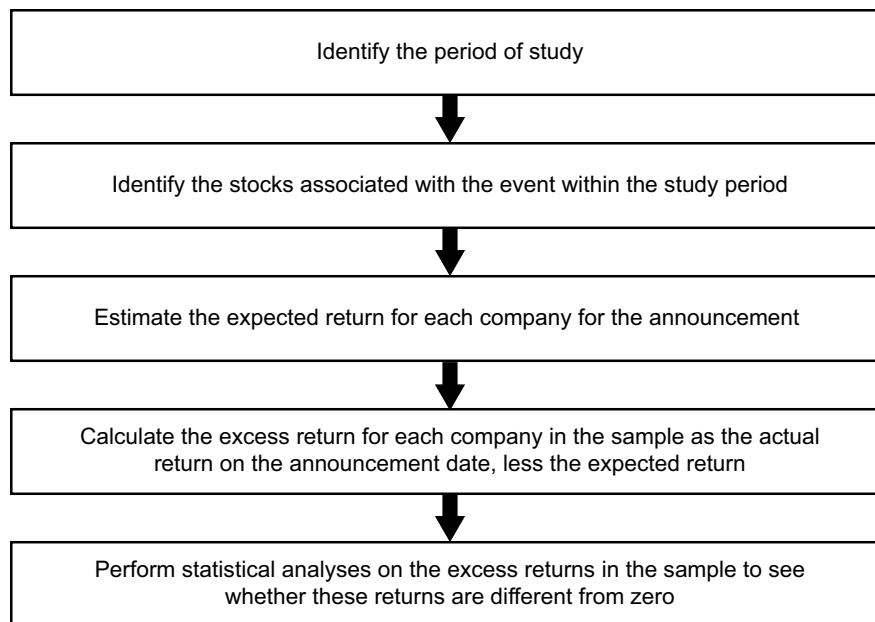 Identify the period of study
Identify the stocks associated with the event within the study period
Estimate the expected return for each company for the announcement
Calculate the excess return for each company in the sample as the actual
return on the announcement date, less the expected return
Perform statistical analyses on the excess returns in the sample to see
whether these returns are different from zero